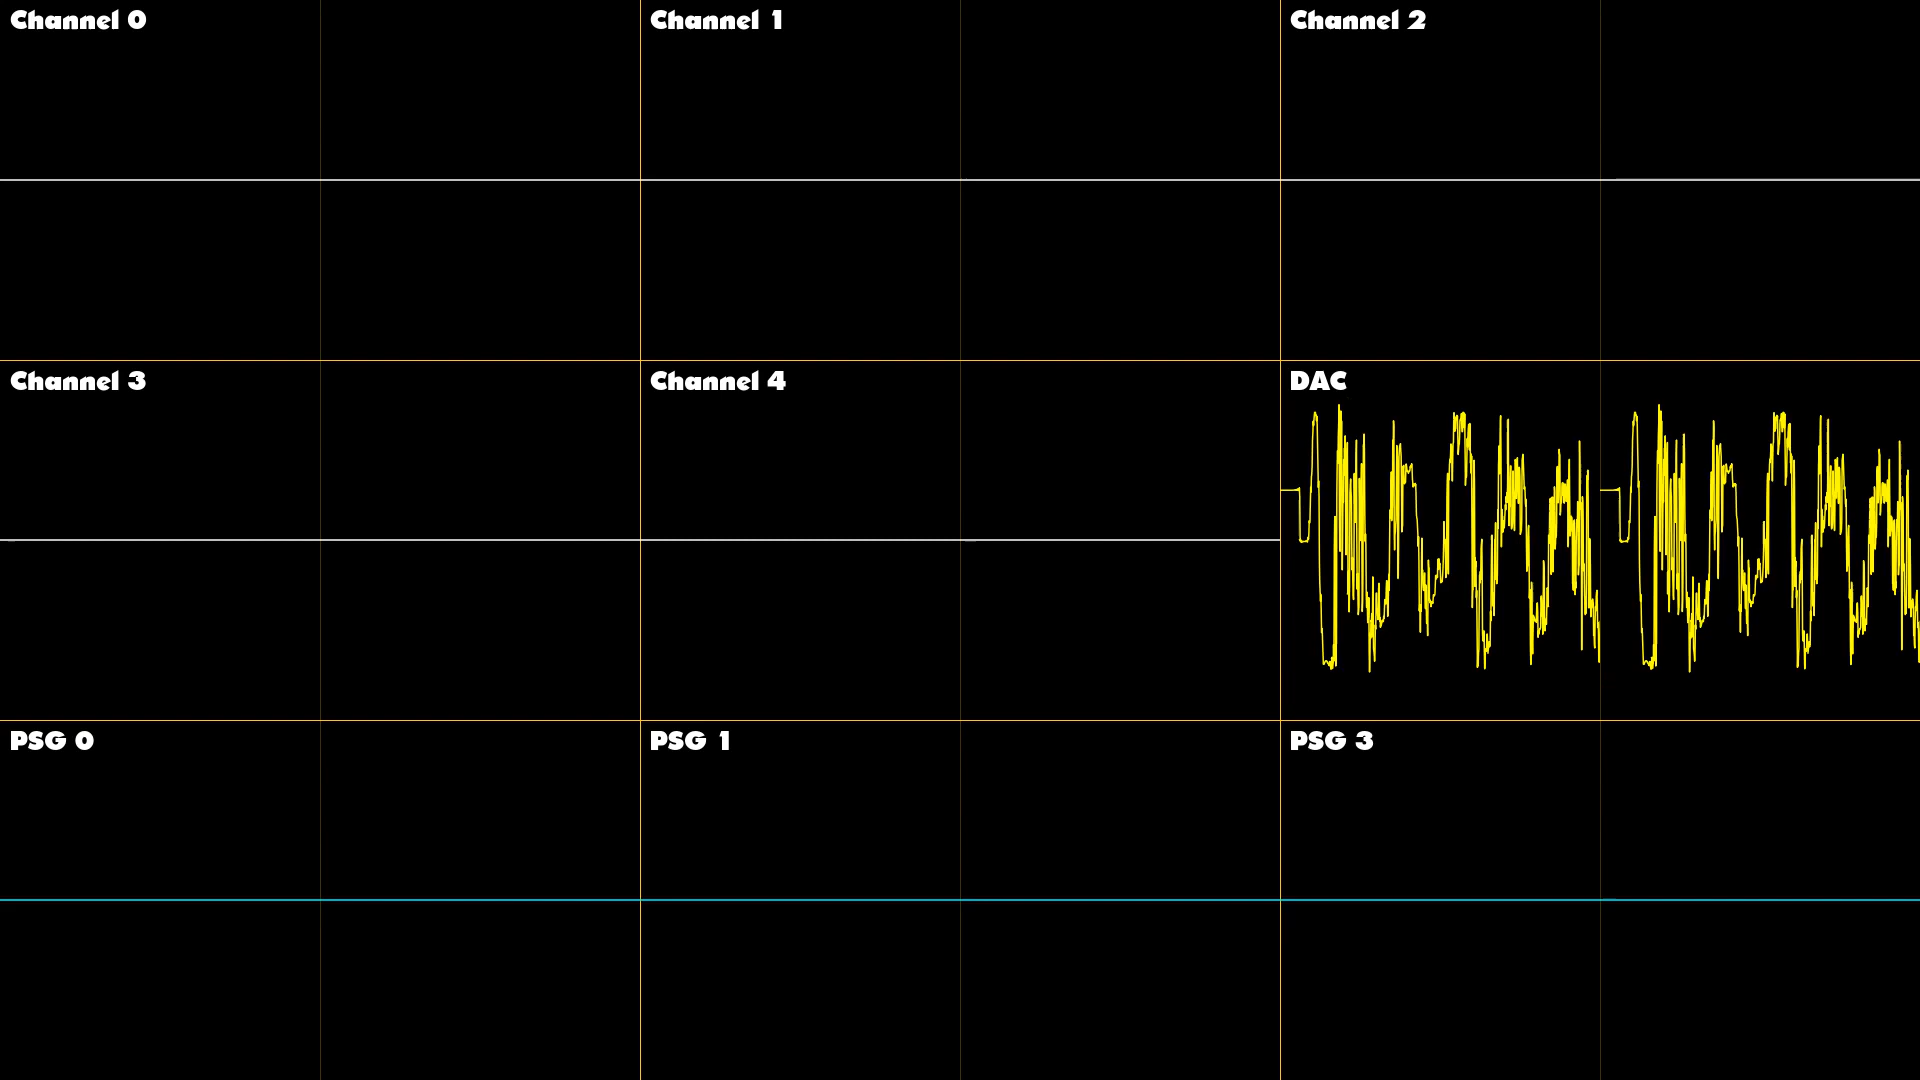 Channel 0
Channel 1
Channel 2
Channel 3
Channel 4
DAC
PSG 0
PSG 1
PSG 3